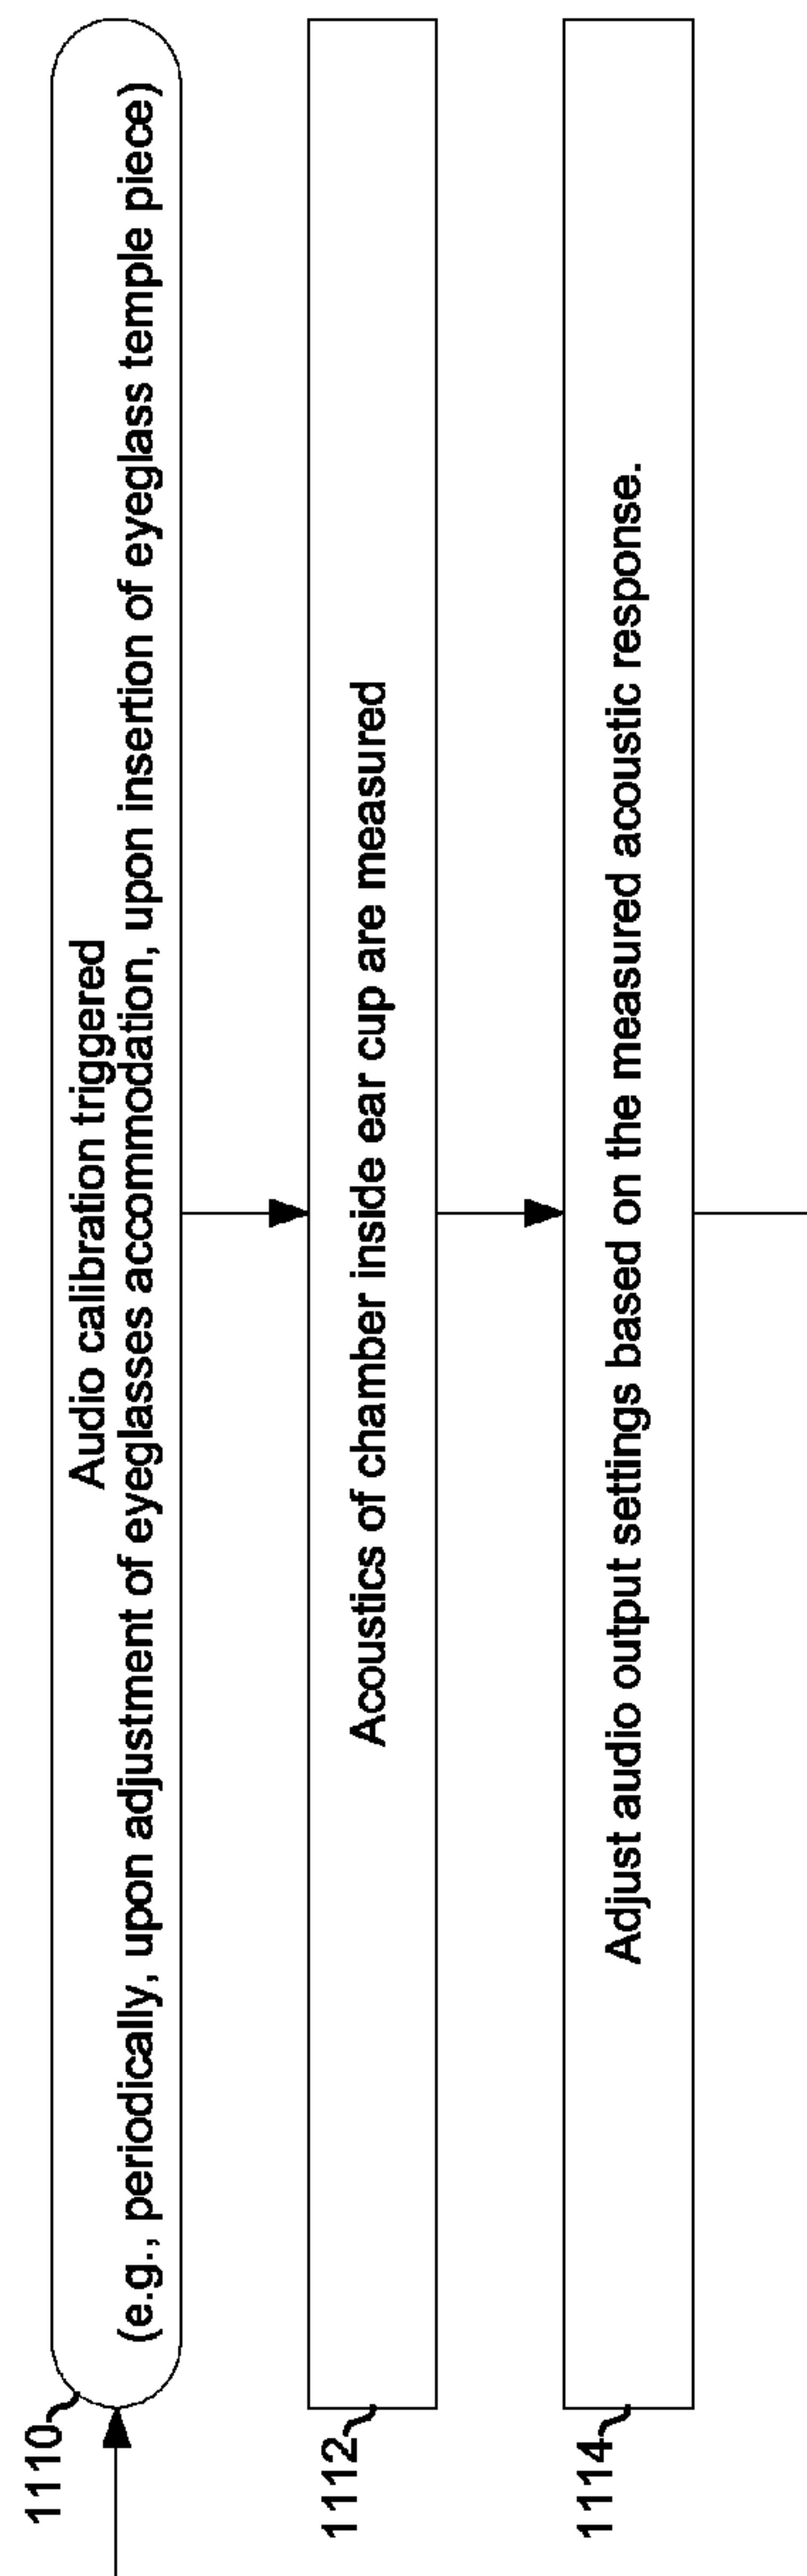 1110
Audio calibration triggered
(e.g., periodically, upon adjustment of eyeglasses accommodation, upon insertion of eyeglass temple piece)
1112
Acoustics of chamber inside ear cup are measured
1114
Adjust audio output settings based on the measured acoustic response.